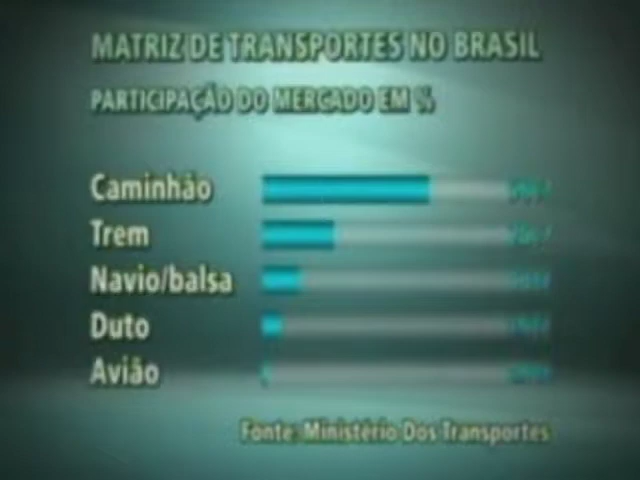 MATRIZ DE TRANSPORTES NO BRASIL
PARTICIPAÇÃO DO MERCADO EM %
Caminhão
Trem
Navio/balsa
Duto
Avião
Fonte: Ministério Dos Transportes